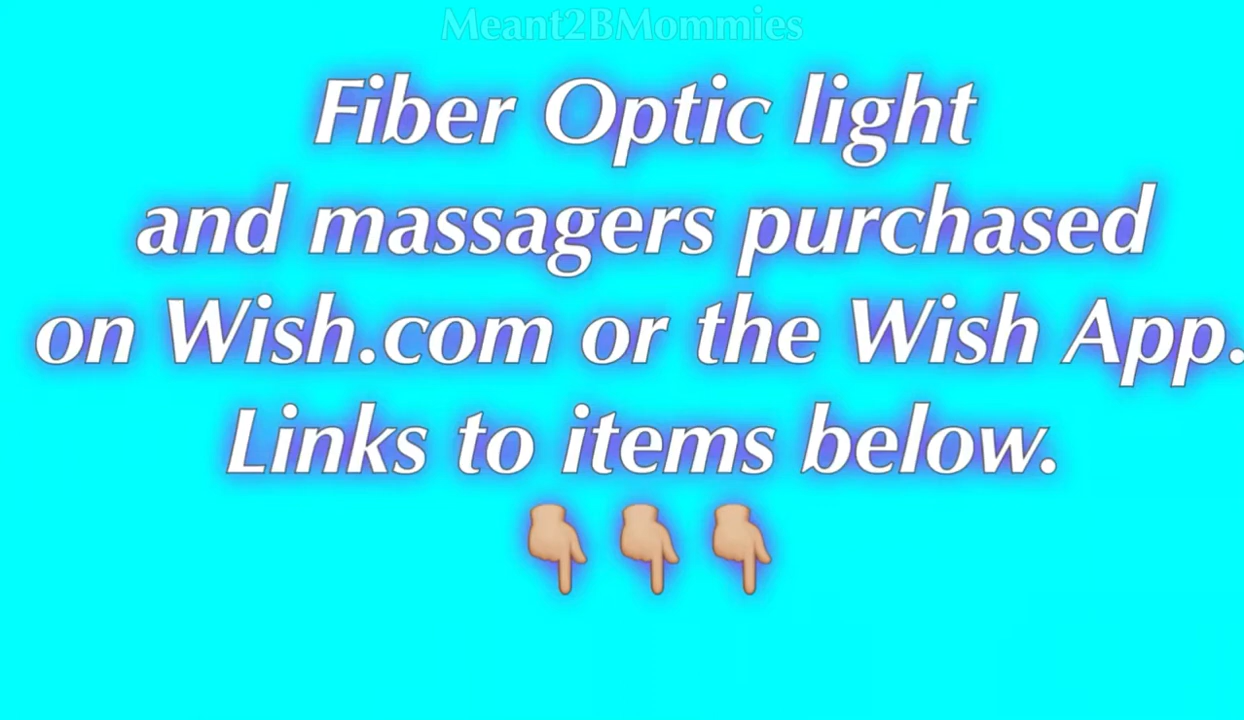 Meant2BMommies
Fiber Optic light
and massagers purchased
on Wish.com or the Wish App.
Links to items below.
👇🏼👇🏼👇🏼